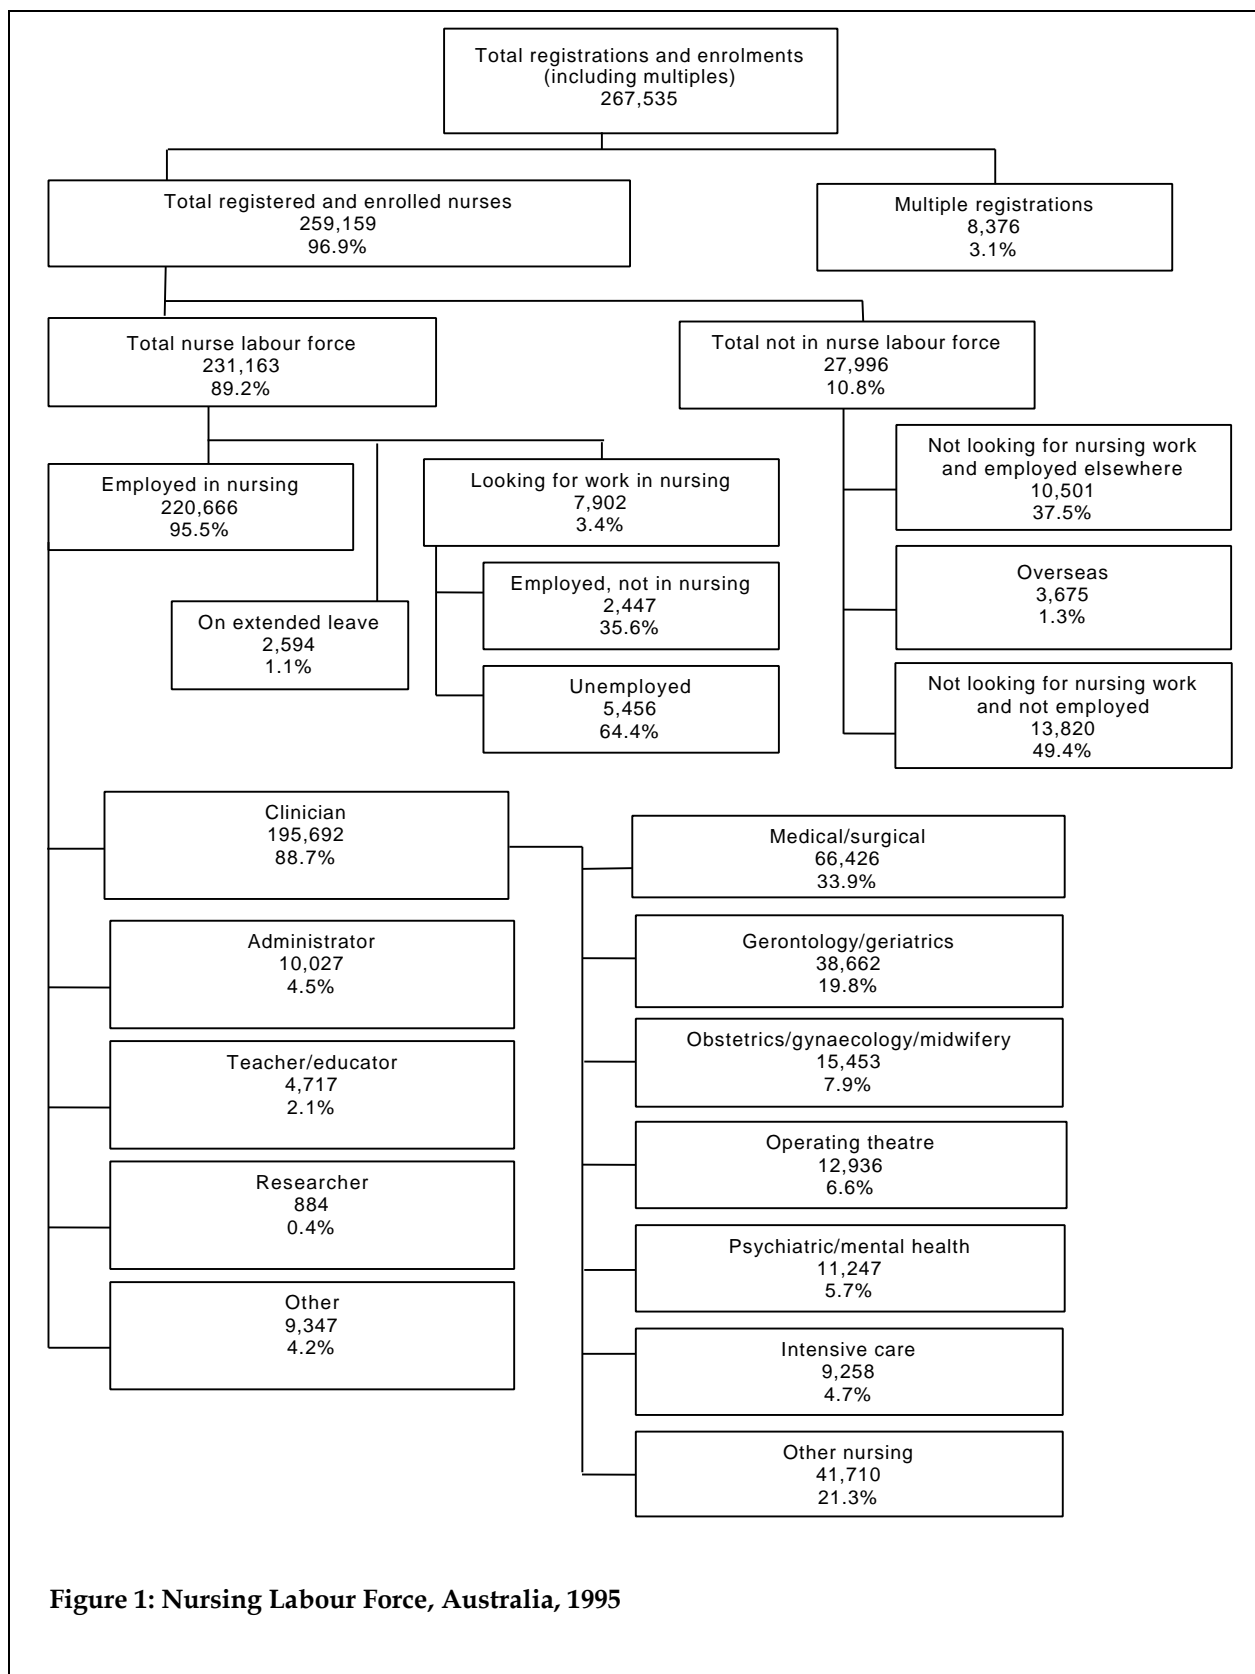 Total registrations and enrolments
(including multiples)
267,535
Total registered and enrolled nurses
259,159
96.9%
Multiple registrations
8,376
3.1%
Total nurse labour force
231,163
89.2%
Total not in nurse labour force
27,996
10.8%
Employed in nursing
220,666
95.5%
On extended leave
2,594
1.1%
Looking for work in nursing
7,902
3.4%
Employed, not in nursing
2,447
35.6%
Unemployed
5,456
64.4%
Not looking for nursing work
and employed elsewhere
10,501
37.5%
Overseas
3,675
1.3%
Not looking for nursing work
and not employed
13,820
49.4%
Clinician
195,692
88.7%
Administrator
10,027
4.5%
Teacher/educator
4,717
2.1%
Researcher
884
0.4%
Other
9,347
4.2%
Medical/surgical
66,426
33.9%
Gerontology/geriatrics
38,662
19.8%
Obstetrics/gynaecology/midwifery
15,453
7.9%
Operating theatre
12,936
6.6%
Psychiatric/mental health
11,247
5.7%
Intensive care
9,258
4.7%
Other nursing
41,710
21.3%
Figure 1: Nursing Labour Force, Australia, 1995